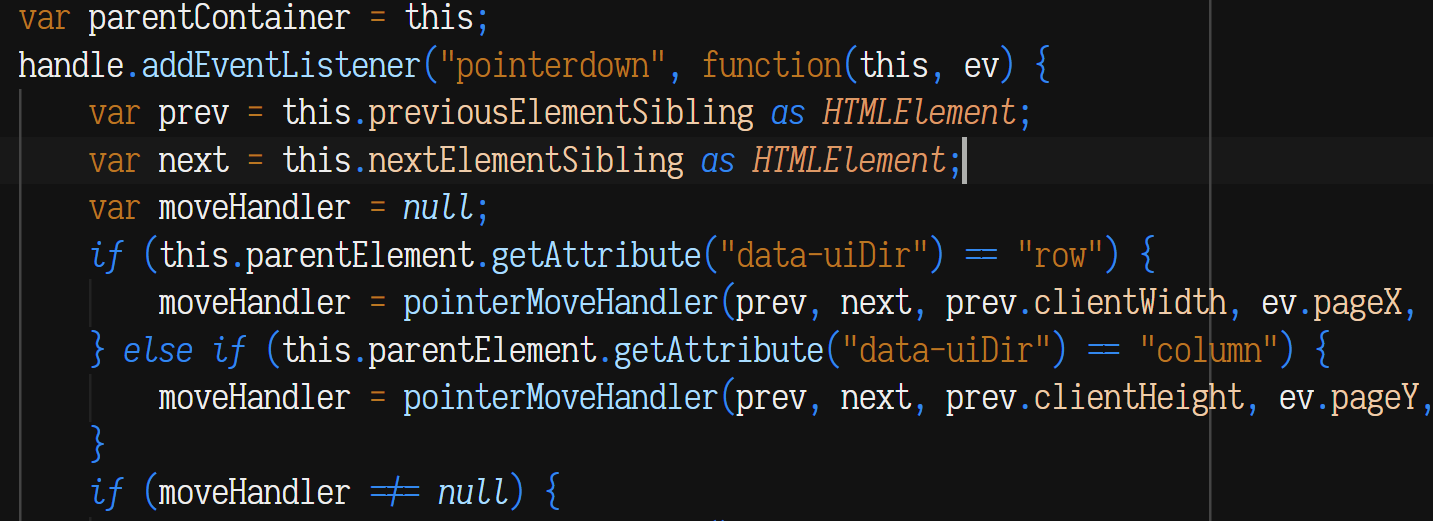 var parentContainer = this;
handle.addEventListener("pointerdown", function(this, ev) {
var prev = this.previousElementSibling as HTMLElement;
var next = this.nextElementSibling as HTMLElement;
var moveHandler = null;
if (this.parentElement.getAttribute("data-uiDir") == "row") {
moveHandler = pointerMoveHandler(prev, next, prev.clientWidth, ev.pageX,
} else if (this.parentElement.getAttribute("data-uiDir") == "column") {
moveHandler = pointerMoveHandler(prev, next, prev.clientHeight, ev.pageY,
}
if (moveHandler !== null) {